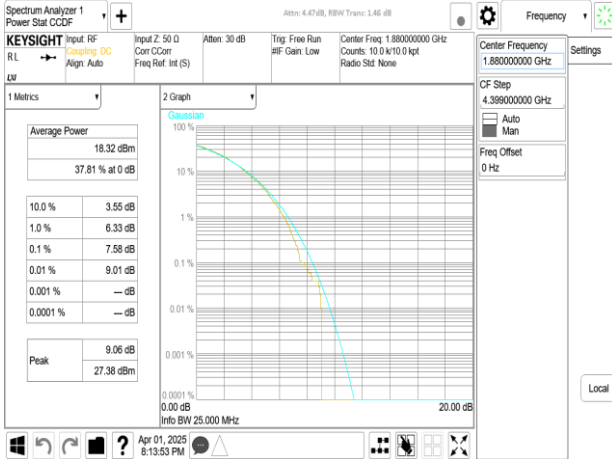 Spectrum Analyzer 1
Power Stat CCDF
Attn: 4.47dB, RBW Trans: 1.46 dB
Frequency
KEYSIGHT
RL
LXI
Input: RF
Coupling: DC
Align: Auto
Input Z: 50 Ω
Corr CCorr
Freq Ref: Int (S)
Atten: 30 dB
Trig: Free Run
#IF Gain: Low
Center Freq: 1.880000000 GHz
Counts: 10.0 k/10.0 kpt
Radio Std: None
Center Frequency
1.880000000 GHz
Settings
CF Step
4.399000000 GHz
Auto
Man
Freq Offset
0 Hz
Local
1 Metrics
Average Power
18.32 dBm
37.81 % at 0 dB
10.0 % 3.55 dB
1.0 % 6.33 dB
0.1 % 7.58 dB
0.01 % 9.01 dB
0.001 % --- dB
0.0001 % --- dB
Peak
9.06 dB
27.38 dBm
2 Graph
Gaussian
100 %
10 %
1 %
0.1 %
0.01 %
0.001 %
0.0001 %
0.00 dB 20.00 dB
Info BW 25.000 MHz
?
Apr 01, 2025
8:13:53 PM